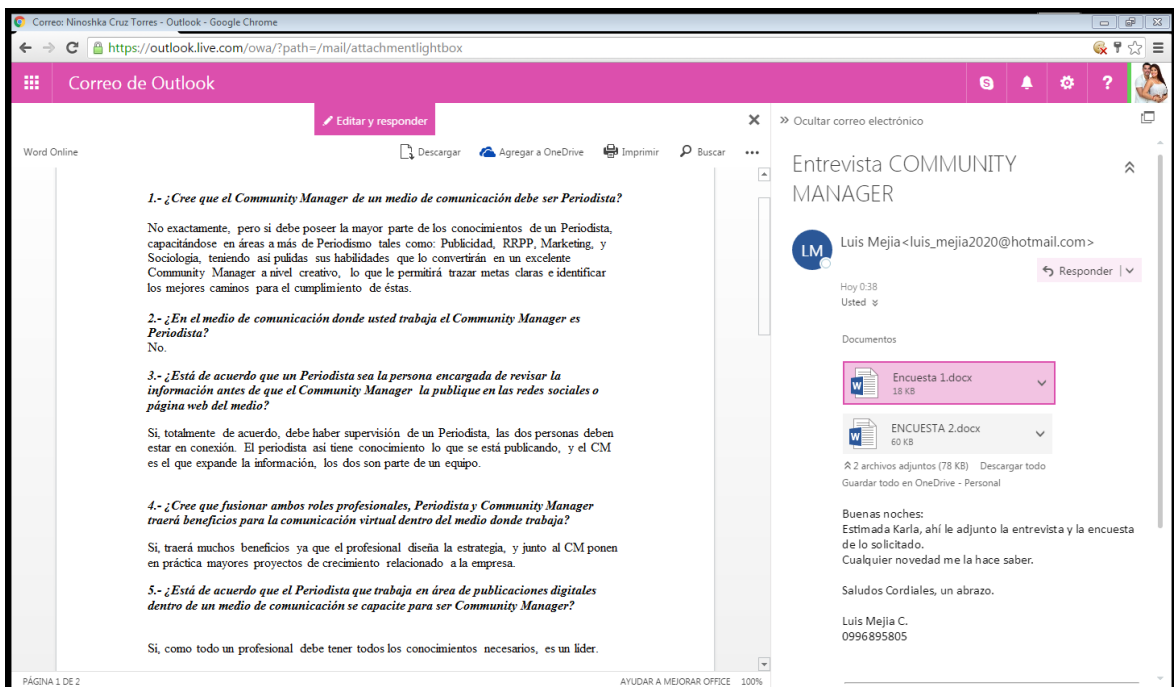 Correo: Ninoshka Cruz Torres - Outlook - Google Chrome
https://outlook.live.com/owa/?path=/mail/attachmentlightbox
Correo de Outlook
?
Editar y responder
Word Online
Descargar
Agregar a OneDrive
Imprimir
Buscar
•••
1.- ¿Cree que el Community Manager de un medio de comunicación debe ser Periodista?
No exactamente, pero si debe poseer la mayor parte de los conocimientos de un Periodista,
capacitándose en áreas a más de Periodismo tales como: Publicidad, RRPP, Marketing, y
Sociología, teniendo asi pulidas sus habilidades que lo convertirán en un excelente
Community Manager a nivel creativo, lo que le permitirá trazar metas claras e identificar
los mejores caminos para el cumplimiento de éstas.
2.- ¿En el medio de comunicación donde usted trabaja el Community Manager es
Periodista?
No.
3.- ¿Está de acuerdo que un Periodista sea la persona encargada de revisar la
información antes de que el Community Manager la publique en las redes sociales o
página web del medio?
Si, totalmente de acuerdo, debe haber supervisión de un Periodista, las dos personas deben
estar en conexión. El periodista asi tiene conocimiento lo que se está publicando, y el CM
es el que expande la información, los dos son parte de un equipo.
4.- ¿Cree que fusionar ambos roles profesionales, Periodista y Community Manager
traerá beneficios para la comunicación virtual dentro del medio donde trabaja?
Si, traerá muchos beneficios ya que el profesional diseña la estrategia, y junto al CM ponen
en práctica mayores proyectos de crecimiento relacionado a la empresa.
5.- ¿Está de acuerdo que el Periodista que trabaja en área de publicaciones digitales
dentro de un medio de comunicación se capacite para ser Community Manager?
Si, como todo un profesional debe tener todos los conocimientos necesarios, es un líder.
PÁGINA 1 DE 2
AYUDAR A MEJORAR OFFICE 100%
» Ocultar correo electrónico
Entrevista COMMUNITY
MANAGER
LM
Luis Mejia<luis_mejia2020@hotmail.com>
Responder
Hoy 0:38
Usted
Documentos
Encuesta 1.docx
18 KB
ENCUESTA 2.docx
60 KB
2 archivos adjuntos (78 KB) Descargar todo
Guardar todo en OneDrive - Personal
Buenas noches:
Estimada Karla, ahí le adjunto la entrevista y la encuesta
de lo solicitado.
Cualquier novedad me la hace saber.
Saludos Cordiales, un abrazo.
Luis Mejia C.
0996895805